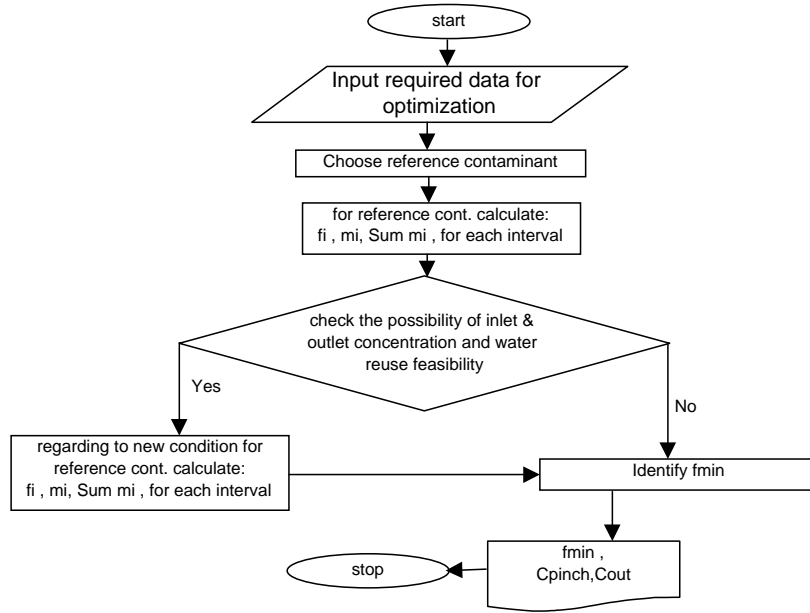 start
Input required data for
optimization
Choose reference contaminant
for reference cont. calculate:
fi , mi, Sum mi , for each interval
check the possibility of inlet &
outlet concentration and water
reuse feasibility
Yes
No
regarding to new condition for
reference cont. calculate:
fi , mi, Sum mi , for each interval
Identify fmin
fmin ,
Cpinch,Cout
stop